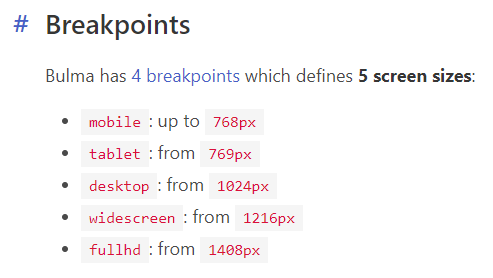 # Breakpoints
Bulma has 4 breakpoints which defines 5 screen sizes:
• mobile : up to 768px
• tablet : from 769px
• desktop : from 1024px
• widescreen : from 1216px
• fullhd : from 1408px